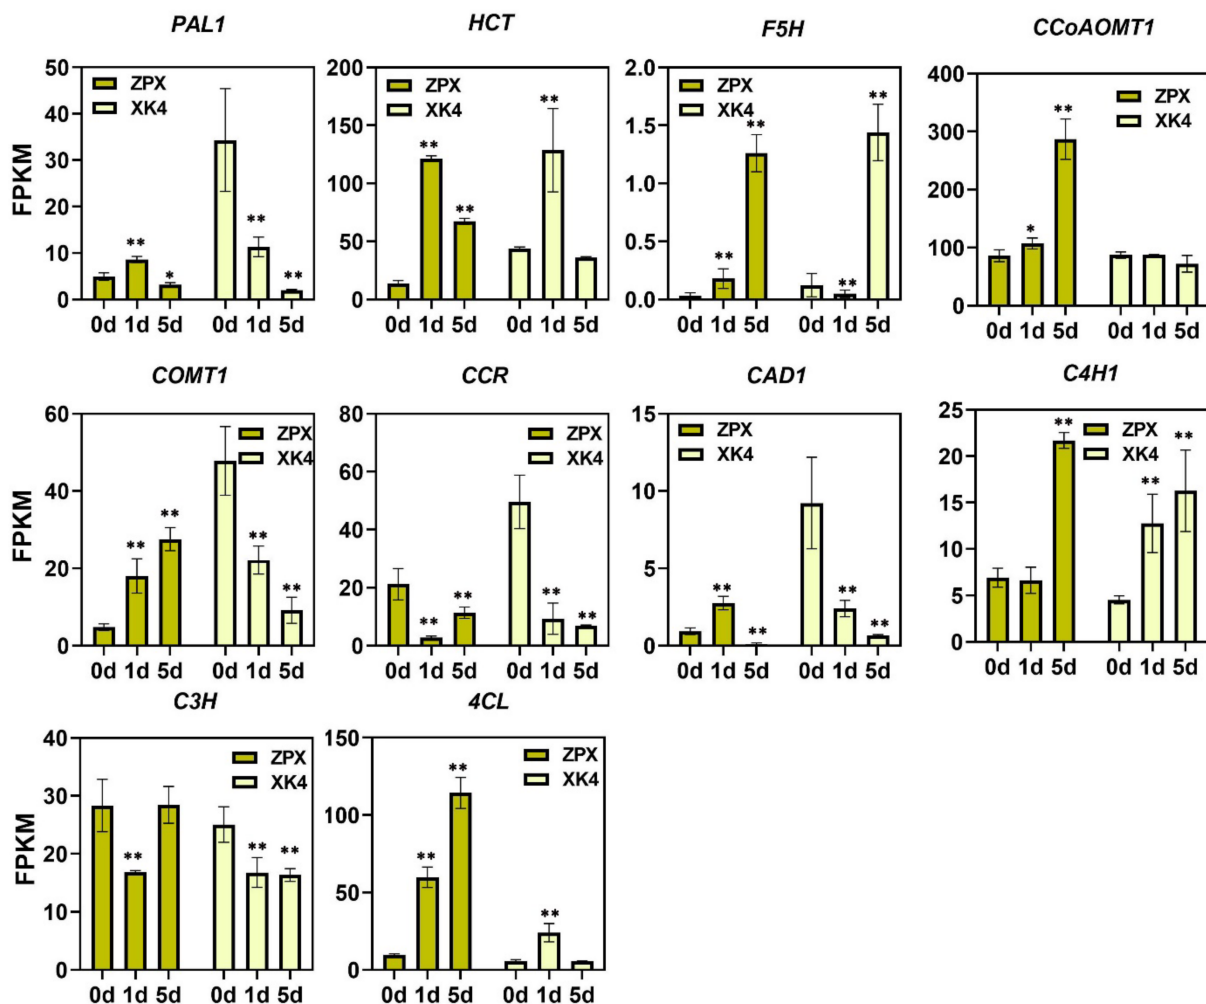 PAL1
HCT
F5H
CCoAOMT1
FPKM
50
40
30
20
10
0
ZPX
XK4
**
*
**
**
0d 1d 5d 0d 1d 5d
200
150
100
50
0
ZPX
XK4
**
**
**
0d 1d 5d 0d 1d 5d
2.0
1.5
1.0
0.5
0.0
ZPX
XK4
**
**
**
**
0d 1d 5d 0d 1d 5d
400
300
200
100
0
ZPX
XK4
*
**
0d 1d 5d 0d 1d 5d
COMT1
CCR
CAD1
C4H1
FPKM
60
40
20
0
ZPX
XK4
**
**
**
**
0d 1d 5d 0d 1d 5d
80
60
40
20
0
ZPX
XK4
**
**
**
**
0d 1d 5d 0d 1d 5d
15
10
5
0
ZPX
XK4
**
**
**
**
0d 1d 5d 0d 1d 5d
25
20
15
10
5
0
ZPX
XK4
**
**
**
0d 1d 5d 0d 1d 5d
C3H
4CL
FPKM
40
30
20
10
0
ZPX
XK4
**
**
**
0d 1d 5d 0d 1d 5d
150
100
50
0
ZPX
XK4
**
**
**
0d 1d 5d 0d 1d 5d